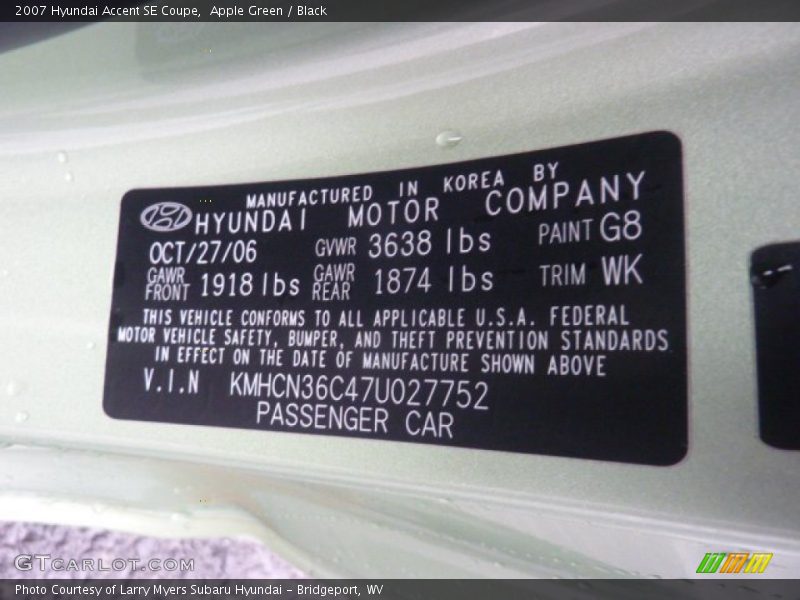 2007 Hyundai Accent SE Coupe,  Apple Green / Black
MANUFACTURED IN KOREA BY
HYUNDAI MOTOR COMPANY
OCT/27/06 GVWR 3638 lbs PAINT G8
GAWR FRONT 1918 lbs GAWR REAR 1874 lbs TRIM WK
THIS VEHICLE CONFORMS TO ALL APPLICABLE U.S.A. FEDERAL
MOTOR VEHICLE SAFETY, BUMPER, AND THEFT PREVENTION STANDARDS
IN EFFECT ON THE DATE OF MANUFACTURE SHOWN ABOVE
V.I.N KMHCN36C47U027752
PASSENGER CAR
GTCARLOT.COM
Photo Courtesy of Larry Myers Subaru Hyundai – Bridgeport, WV